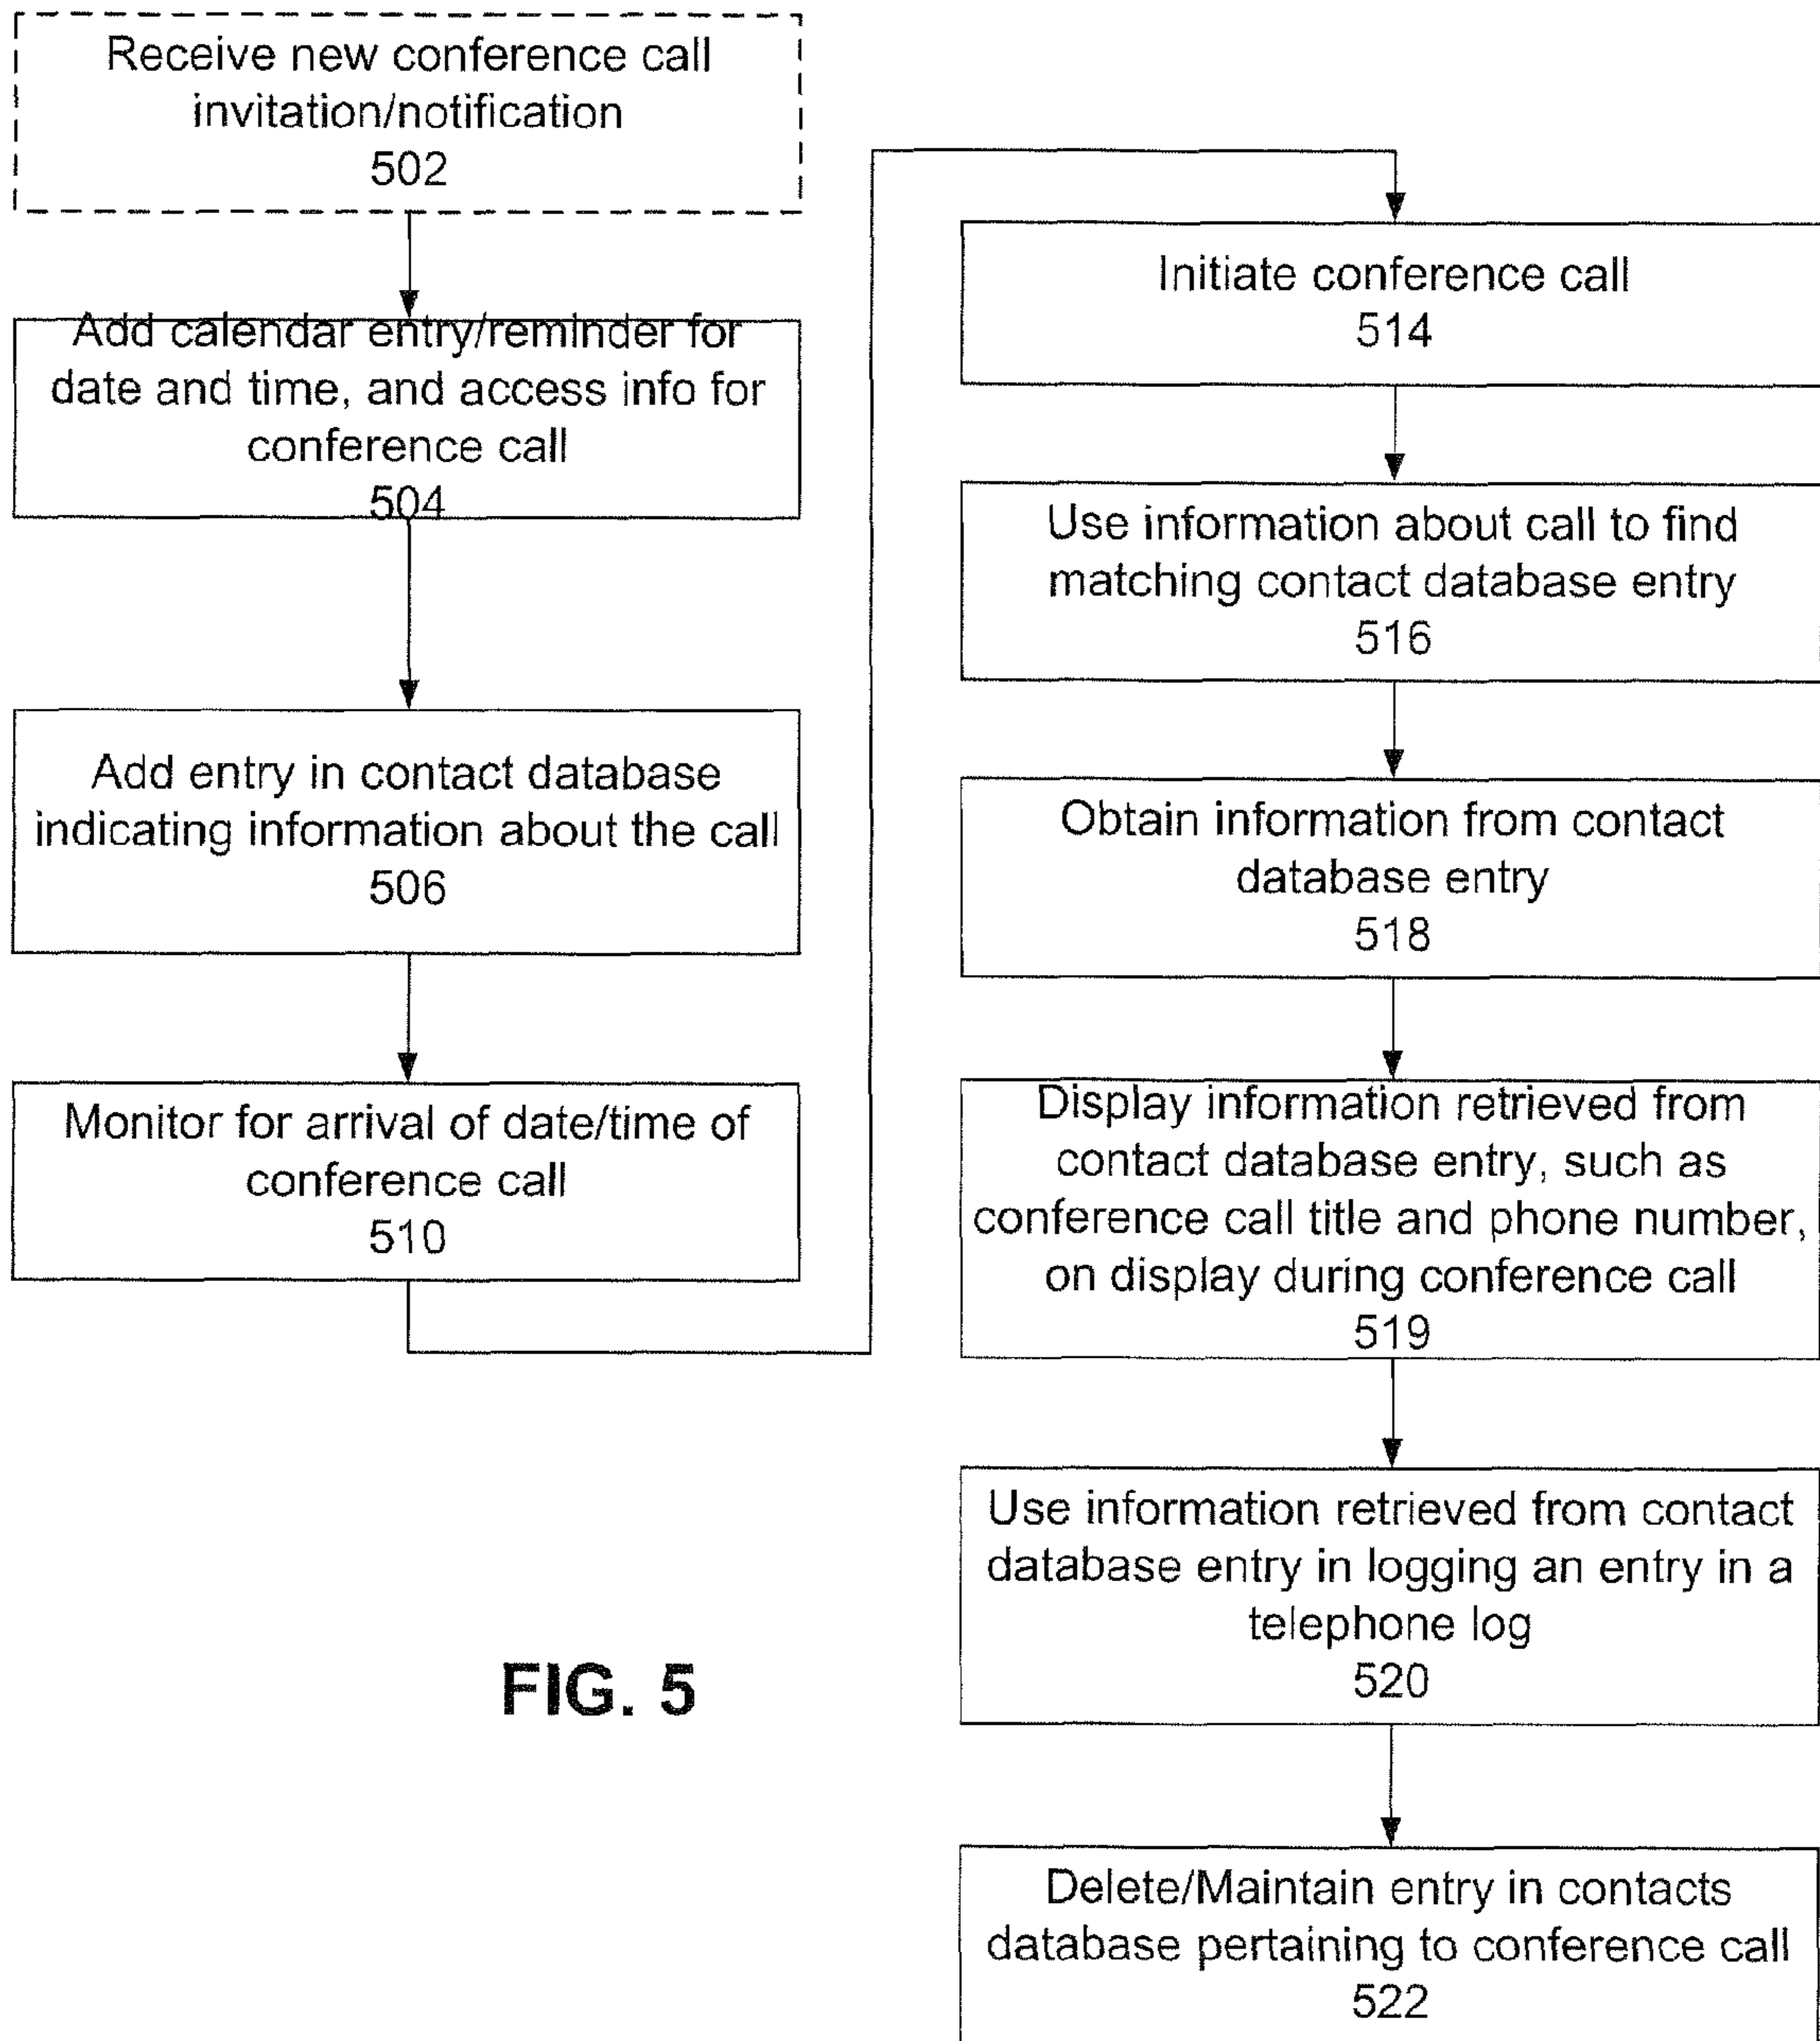 Receive new conference call
invitation/notification
502
Add calendar entry/reminder for
date and time, and access info for
conference call
504
Add entry in contact database
indicating information about the call
506
Monitor for arrival of date/time of
conference call
510
Initiate conference call
514
Use information about call to find
matching contact database entry
516
Obtain information from contact
database entry
518
Display information retrieved from
contact database entry, such as
conference call title and phone number,
on display during conference call
519
Use information retrieved from contact
database entry in logging an entry in a
telephone log
520
Delete/Maintain entry in contacts
database pertaining to conference call
522
FIG. 5